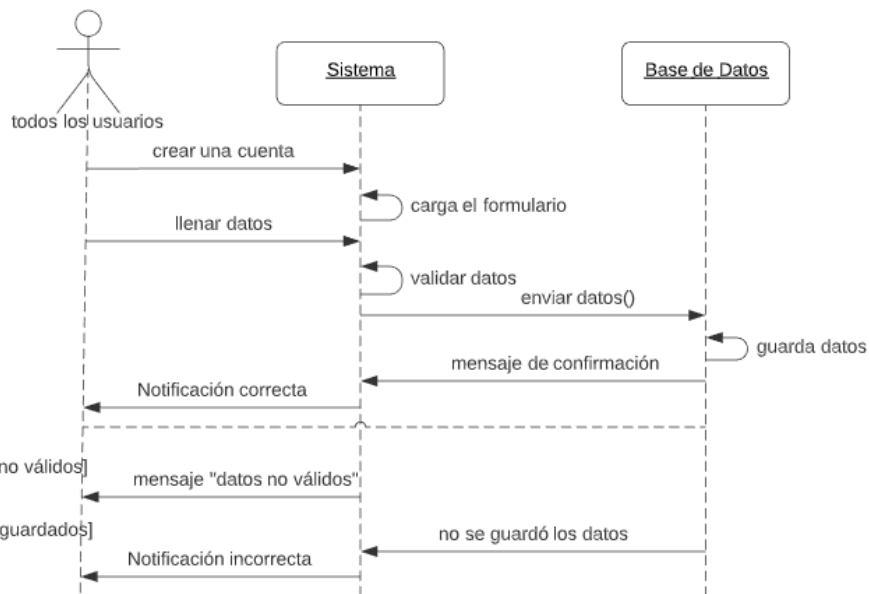 Sistema
Base de Datos
todos los usuarios
crear una cuenta
carga el formulario
llenar datos
validar datos
enviar datos()
guarda datos
mensaje de confirmación
Notificación correcta
no válidos]
mensaje "datos no válidos"
guardados]
no se guardó los datos
Notificación incorrecta